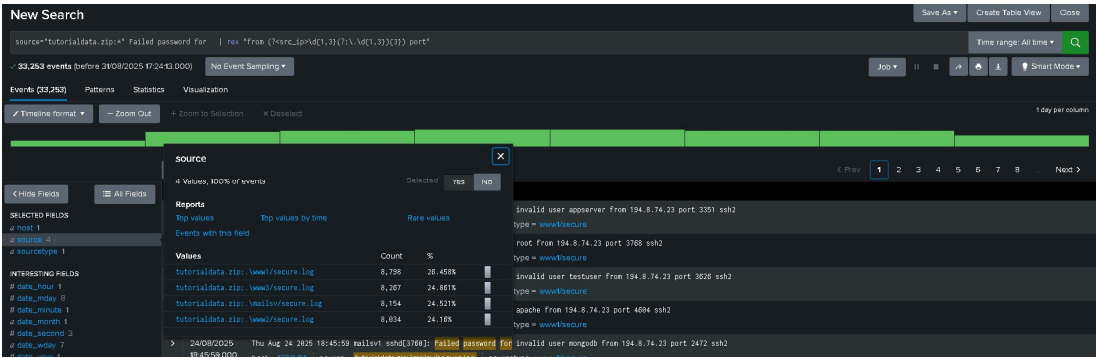 New Search
Save As ▾ Create Table View Close
source="tutorialdata.zip:*" Failed password for | rex "from (?<src_ip>\d{1,3}(?:\.\d{1,3}){3}) port"
Time range: All time ▾
✓ 33,253 events (before 31/08/2025 17:24:13.000) No Event Sampling ▾
Job ▾ Smart Mode ▾
Events (33,253) Patterns Statistics Visualization
Timeline format ▾ — Zoom Out + Zoom to Selection × Deselect
1 day per column
< Prev 1 2 3 4 5 6 7 8 ... Next >
< Hide Fields All Fields
SELECTED FIELDS
a host 1
a source 4
a sourcetype 1
INTERESTING FIELDS
# date_hour 1
# date_mday 8
# date_minute 1
a date_month 1
# date_second 3
a date_wday 7
# date_year 1
source
4 Values, 100% of events Selected YES NO
Reports
Top values Top values by time Rare values
Events with this field
Values Count %
tutorialdata.zip:.\www1/secure.log 8,798 26.458%
tutorialdata.zip:.\www3/secure.log 8,267 24.861%
tutorialdata.zip:.\mailsv/secure.log 8,154 24.521%
tutorialdata.zip:.\www2/secure.log 8,034 24.16%
invalid user appserver from 194.8.74.23 port 3351 ssh2
type = www1/secure
root from 194.8.74.23 port 3768 ssh2
type = www1/secure
invalid user testuser from 194.8.74.23 port 3626 ssh2
type = www1/secure
apache from 194.8.74.23 port 4604 ssh2
type = www1/secure
> 24/08/2025 Thu Aug 24 2025 18:45:59 mailsv1 sshd[3760]: Failed password for invalid user mongodb from 194.8.74.23 port 2472 ssh2
18:45:59.000